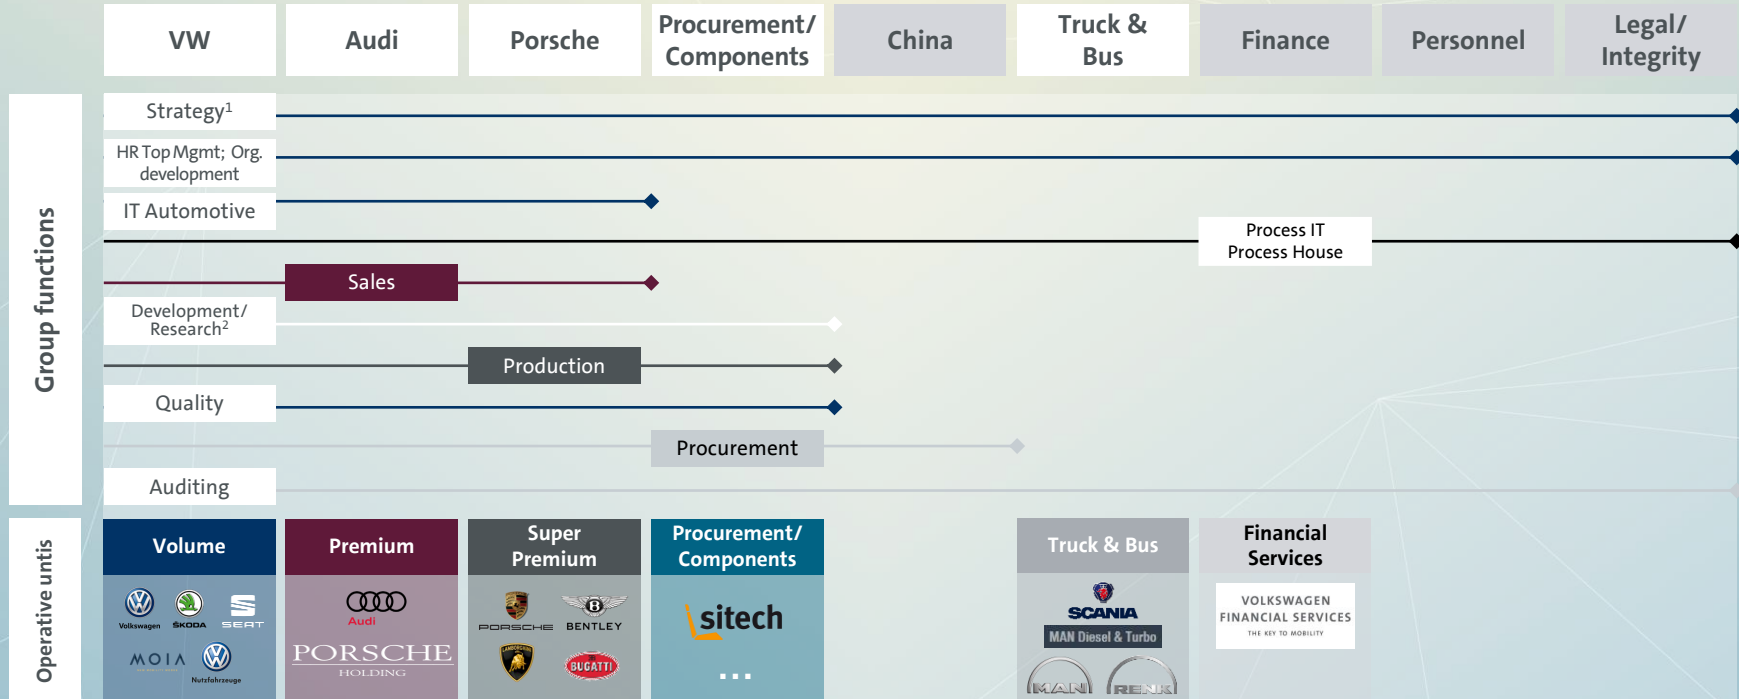 VW
Audi
Porsche
Procurement/
Components
China
Truck &
Bus
Finance
Personnel
Legal/
Integrity
Group functions
Strategy¹
HR Top Mgmt; Org.
development
IT Automotive
Process IT
Process House
Sales
Development/
Research²
Production
Quality
Procurement
Auditing
Operative untis
Volume
Volkswagen
ŠKODA
SEAT
MOIA
Nutzfahrzeuge
Premium
Audi
PORSCHE
HOLDING
Super
Premium
PORSCHE
B
BENTLEY
LAMBORGHINI
BUGATTI
Procurement/
Components
sitech
...
Truck & Bus
SCANIA
MAN Diesel & Turbo
MAN
RENK
Financial
Services
VOLKSWAGEN
FINANCIAL SERVICES
THE KEY TO MOBILITY